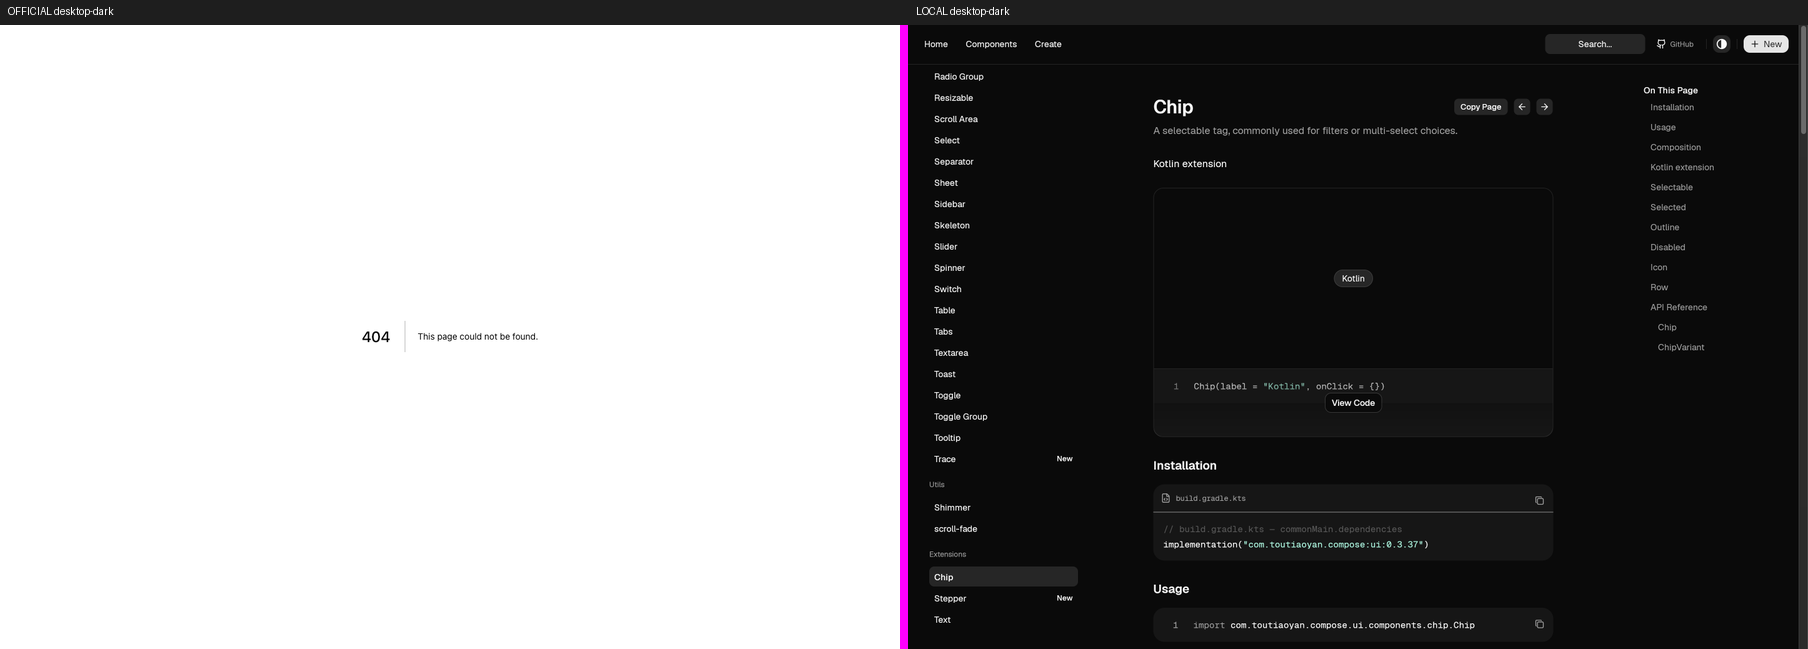 OFFICIAL desktop-dark
LOCAL desktop-dark
404
This page could not be found.
Home Components Create
Search...
GitHub
New
Radio Group
Resizable
Scroll Area
Select
Separator
Sheet
Sidebar
Skeleton
Slider
Spinner
Switch
Table
Tabs
Textarea
Toast
Toggle
Toggle Group
Tooltip
Trace New
Utils
Shimmer
scroll-fade
Extensions
Chip
Stepper New
Text
Chip
Copy Page
A selectable tag, commonly used for filters or multi-select choices.
Kotlin extension
Kotlin
1 Chip(label = "Kotlin", onClick = {})
View Code
Installation
build.gradle.kts
// build.gradle.kts — commonMain.dependencies
implementation("com.toutiaoyan.compose:ui:0.3.37")
Usage
1 import com.toutiaoyan.compose.ui.components.chip.Chip
On This Page
Installation
Usage
Composition
Kotlin extension
Selectable
Selected
Outline
Disabled
Icon
Row
API Reference
Chip
ChipVariant